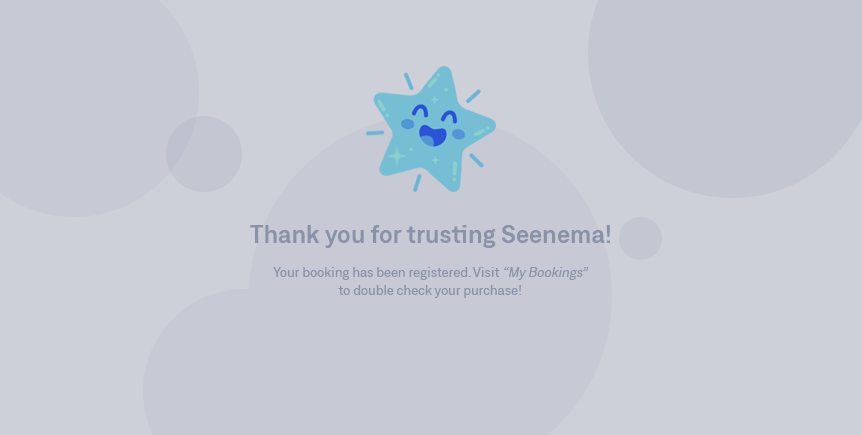 Thank you for trusting Seenema!
Your booking has been registered. Visit “My Bookings”
to double check your purchase!